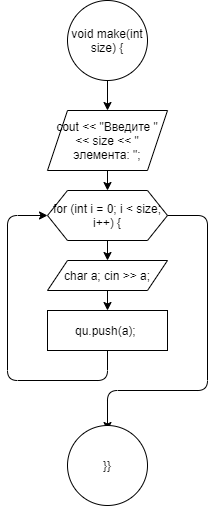 void make(int
size) {
cout << "Введите "
<< size << "
элемента: ";
for (int i = 0; i < size;
i++) {
char a; cin >> a;
qu.push(a);
}}